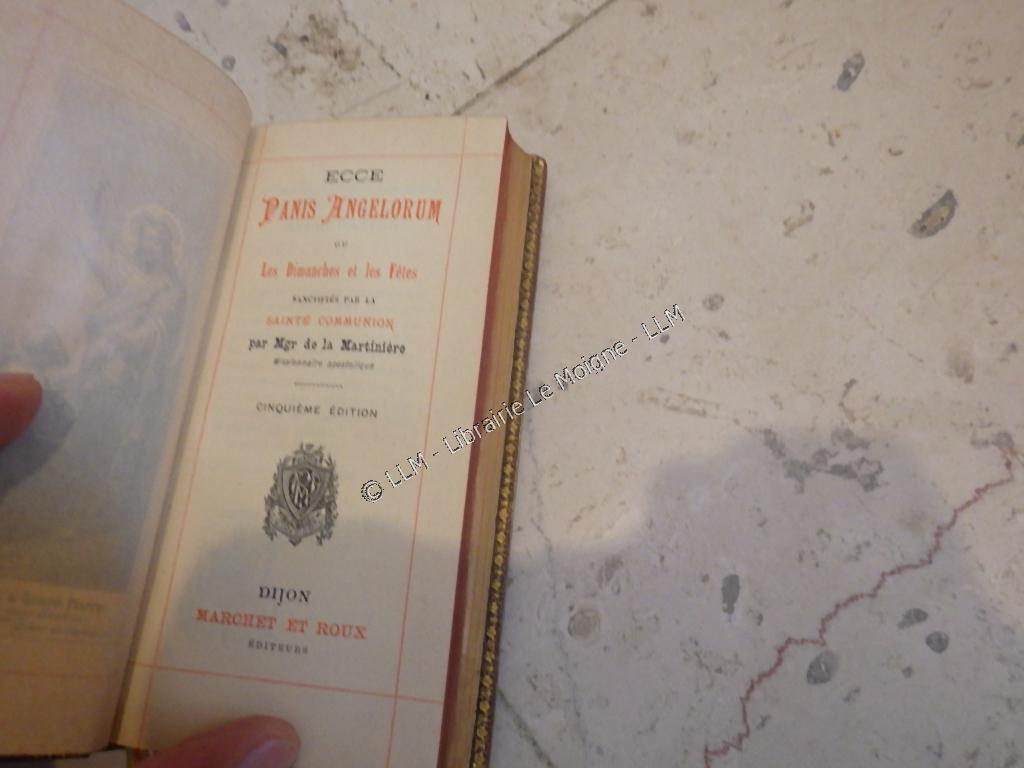 ECCE
PANIS ANGELORUM
OU
Les Dimanches et les Fêtes
SANCTIFIÉS PAR LA
SAINTE COMMUNION
par Mgr de la Martinière
Missionnaire apostolique
CINQUIÈME ÉDITION
DIJON
MARCHET ET ROUX
ÉDITEURS
© LLM - Librairie Le Moigne - LLM